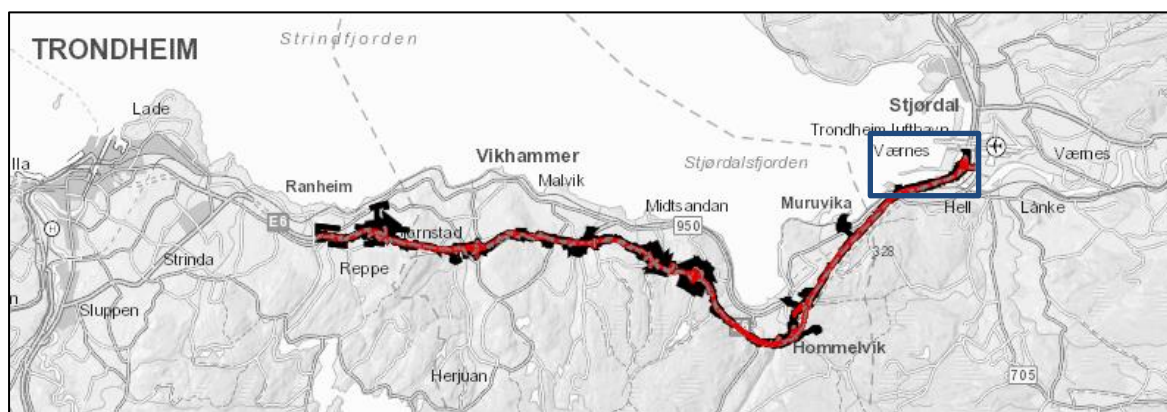 TRONDHEIM
Strindfjorden
Lade
Stjørdal
Trondheim lufthavn
Værnes
Værnes
lla
Vikhammer
Stjørdalsfjorden
Ranheim
Malvik
Midtsandan
Muruvika
Hell
Lånke
950
E6
H
Strinda
Reppe
328
Sluppen
Herjuan
Hommelvik
705